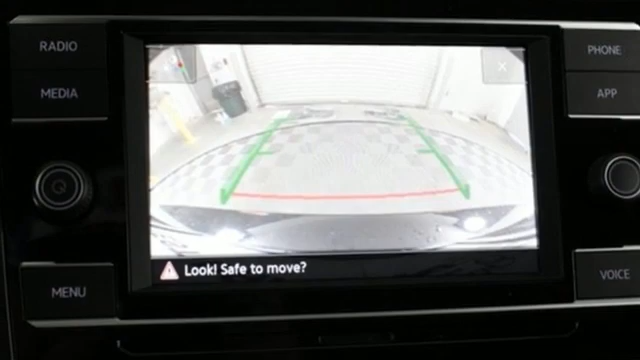 RADIO
MEDIA
MENU
PHONE
APP
VOICE
Look! Safe to move?